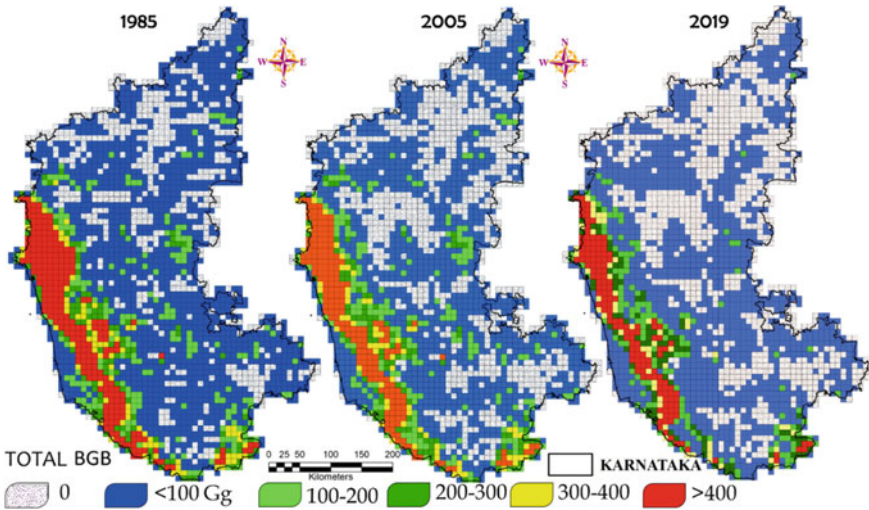 1985 2005 2019
N
W E
S
N
W E
S
TOTAL BGB
0 25 50 100 150 200
Kilometers
KARNATAKA
0 <100 Gg 100-200 200-300 300-400 >400